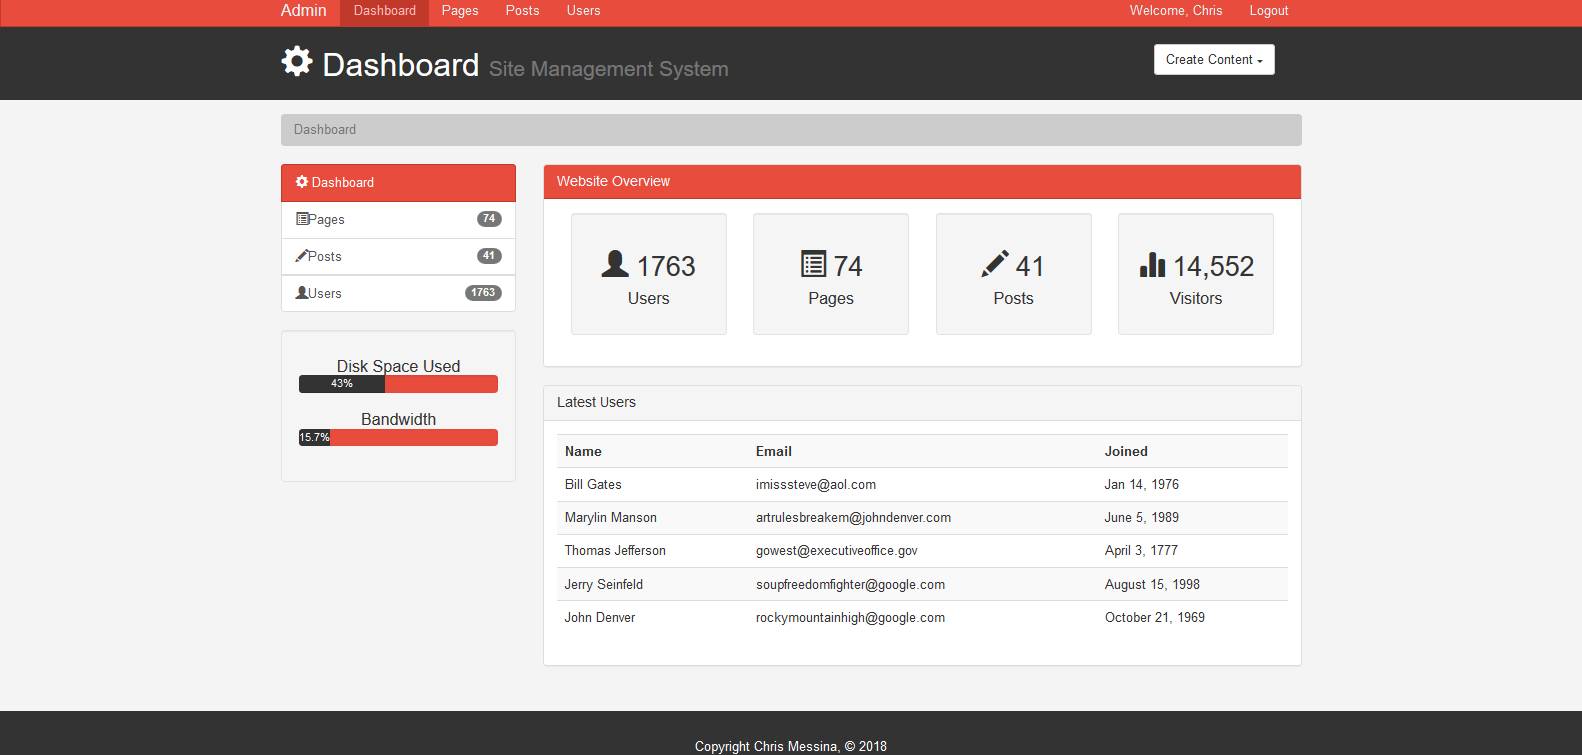 Admin Dashboard Pages Posts Users Welcome, Chris Logout
Dashboard Site Management System Create Content
Dashboard
Dashboard
Pages 74
Posts 41
Users 1763
Disk Space Used
43%
Bandwidth
15.7%
Website Overview
1763 74 41 14,552
Users Pages Posts Visitors
Latest Users
Name Email Joined
Bill Gates imisssteve@aol.com Jan 14, 1976
Marylin Manson artrulesbreakem@johndenver.com June 5, 1989
Thomas Jefferson gowest@executiveoffice.gov April 3, 1777
Jerry Seinfeld soupfreedomfighter@google.com August 15, 1998
John Denver rockymountainhigh@google.com October 21, 1969
Copyright Chris Messina, © 2018